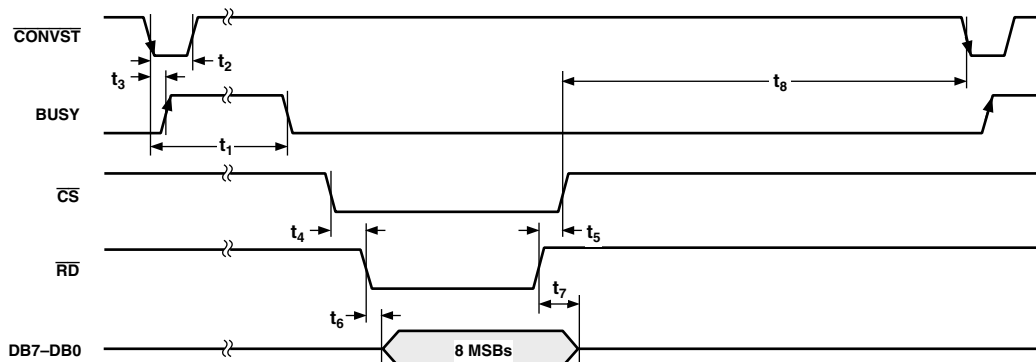 CONVST
t2
t3
t8
BUSY
t1
CS
t4
t5
RD
t7
t6
DB7–DB0
8 MSBs